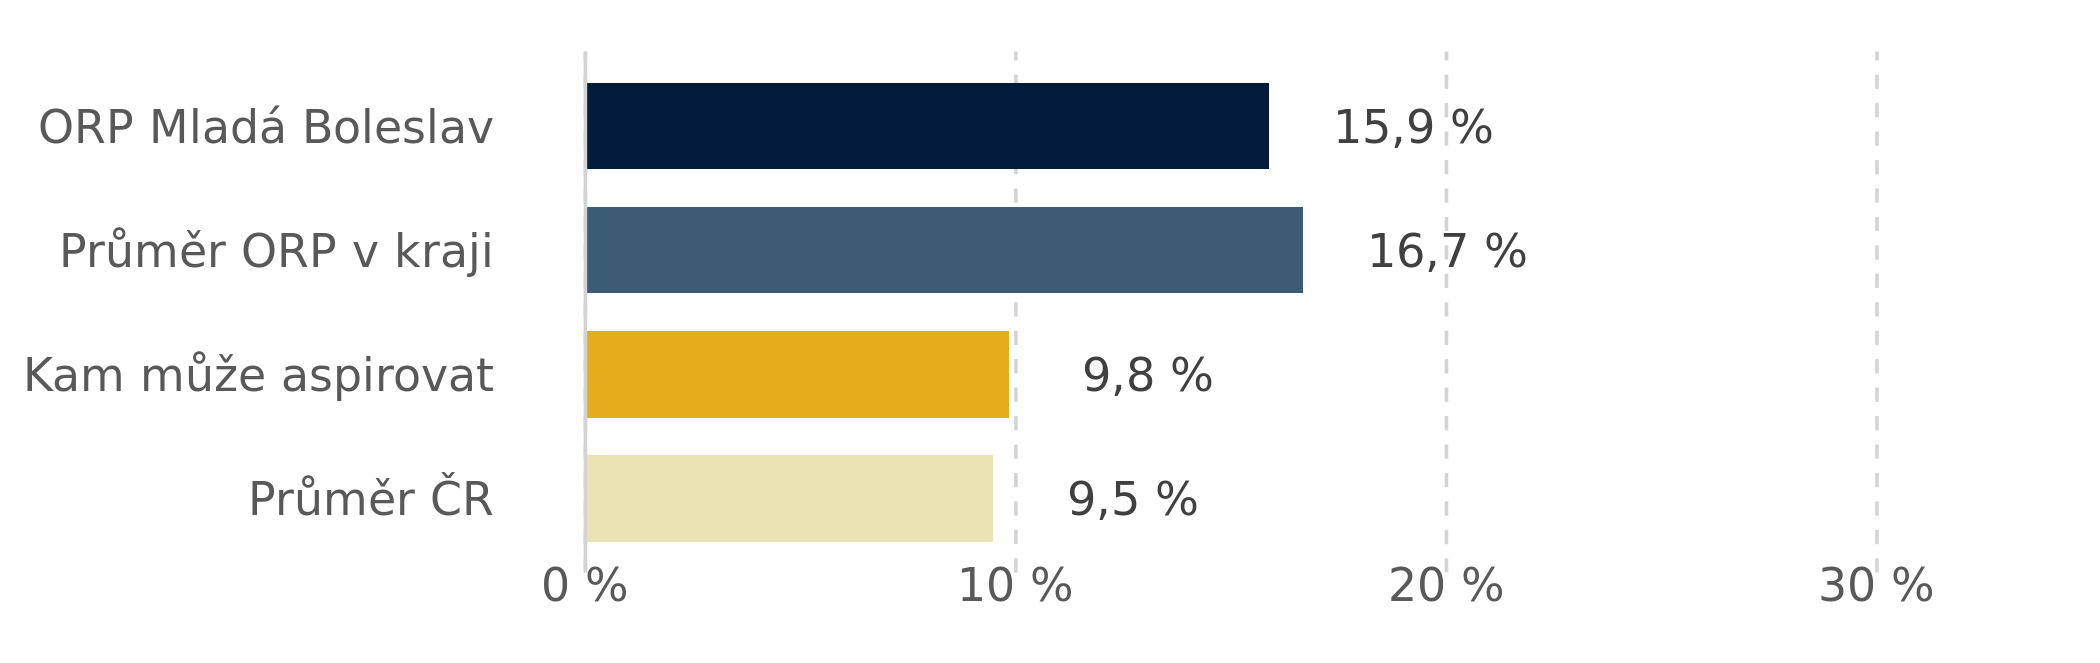 ORP Mladá Boleslav 15,9 %
Průměr ORP v kraji 16,7 %
Kam může aspirovat 9,8 %
Průměr ČR 9,5 %
0 % 10 % 20 % 30 %